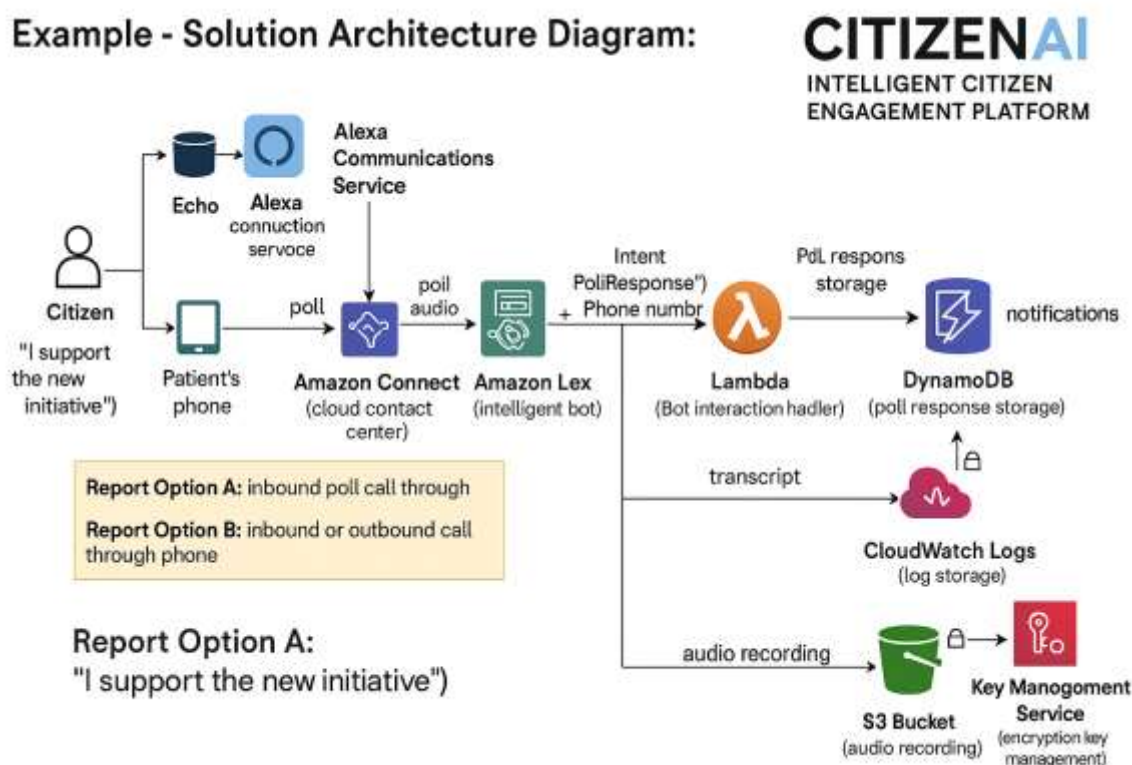 Example - Solution Architecture Diagram:
CITIZENAI
INTELLIGENT CITIZEN
ENGAGEMENT PLATFORM
Echo
Alexa
connuction
servoce
Alexa
Communications
Service
Citizen
"I support
the new
initiative")
Patient's
phone
poll
Amazon Connect
(cloud contact
center)
poil
audio
Amazon Lex
(intelligent bot)
+
Intent
PoliResponse")
Phone numbr
Lambda
(Bot interaction hadler)
PdL respons
storage
DynamoDB
(poll response storage)
notifications
Report Option A: inbound poll call through
Report Option B: inbound or outbound call
through phone
transcript
CloudWatch Logs
(log storage)
Report Option A:
"I support the new initiative")
audio recording
S3 Bucket
(audio recording)
Key Manogomont
Service
(encryption key
management)